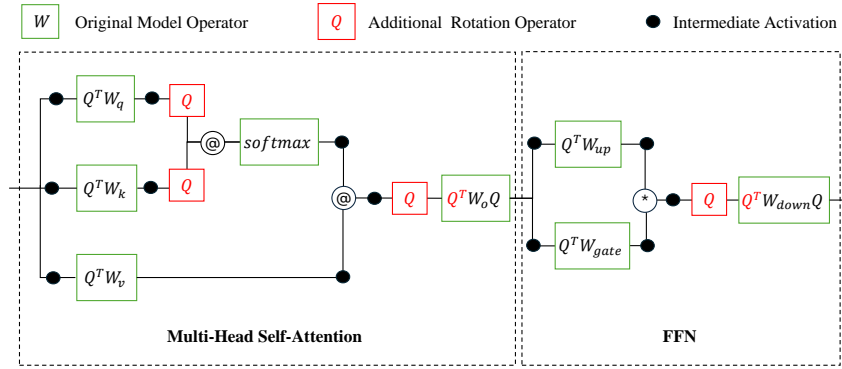 W Original Model Operator Q Additional Rotation Operator Intermediate Activation
Q^T W_q Q
@ softmax
Q^T W_k Q
@ Q Q^T W_o Q
Q^T W_v
Multi-Head Self-Attention
Q^T W_up
* Q Q^T W_down Q
Q^T W_gate
FFN